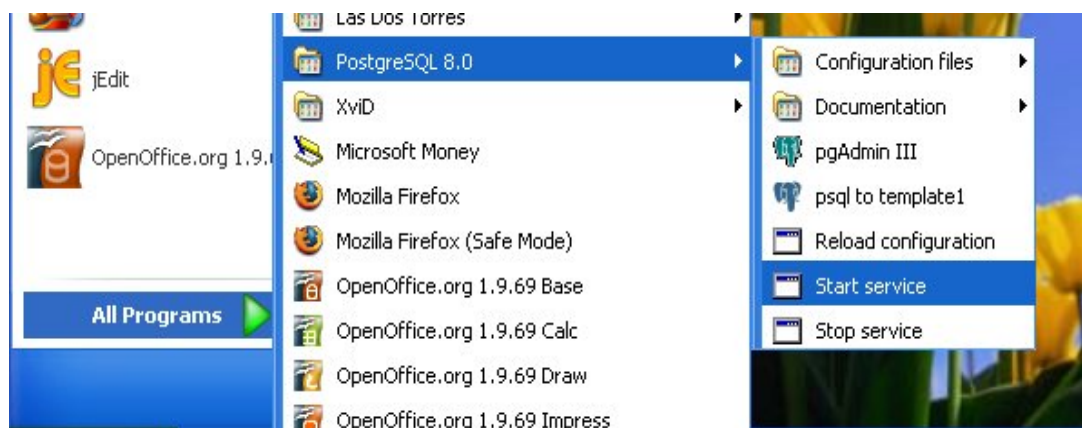 jEdit
OpenOffice.org 1.9.
All Programs
Las Dos Torres
PostgreSQL 8.0
XviD
Microsoft Money
Mozilla Firefox
Mozilla Firefox (Safe Mode)
OpenOffice.org 1.9.69 Base
OpenOffice.org 1.9.69 Calc
OpenOffice.org 1.9.69 Draw
OpenOffice.org 1.9.69 Impress
Configuration files
Documentation
pgAdmin III
psql to template1
Reload configuration
Start service
Stop service